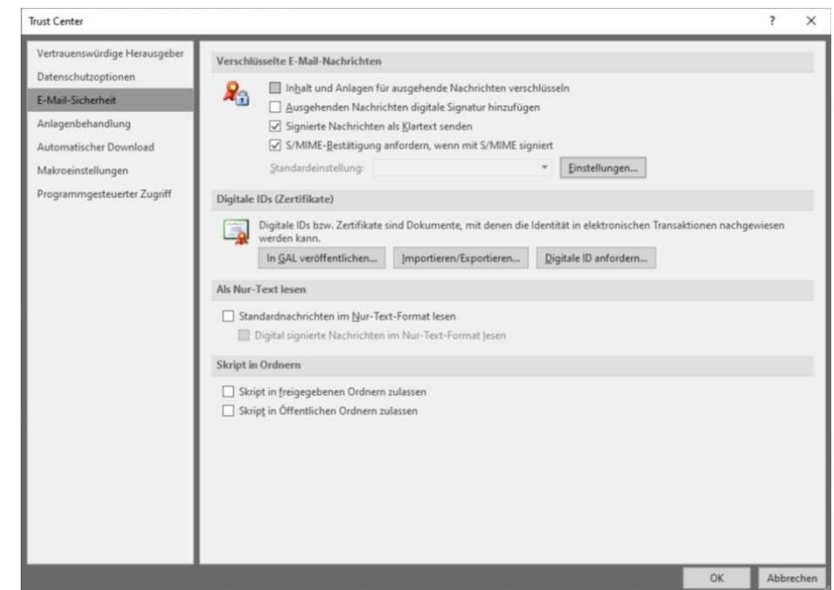 Trust Center
? ×
Vertrauenswürdige Herausgeber
Datenschutzoptionen
E-Mail-Sicherheit
Anlagenbehandlung
Automatischer Download
Makroeinstellungen
Programmgesteuerter Zugriff
Verschlüsselte E-Mail-Nachrichten
Inhalt und Anlagen für ausgehende Nachrichten verschlüsseln
Ausgehenden Nachrichten digitale Signatur hinzufügen
Signierte Nachrichten als Klartext senden
S/MIME-Bestätigung anfordern, wenn mit S/MIME signiert
Standardeinstellung: Einstellungen...
Digitale IDs (Zertifikate)
Digitale IDs bzw. Zertifikate sind Dokumente, mit denen die Identität in elektronischen Transaktionen nachgewiesen
werden kann.
In GAL veröffentlichen... Importieren/Exportieren... Digitale ID anfordern...
Als Nur-Text lesen
Standardnachrichten im Nur-Text-Format lesen
Digital signierte Nachrichten im Nur-Text-Format lesen
Skript in Ordnern
Skript in freigegebenen Ordnern zulassen
Skript in Öffentlichen Ordnern zulassen
OK Abbrechen